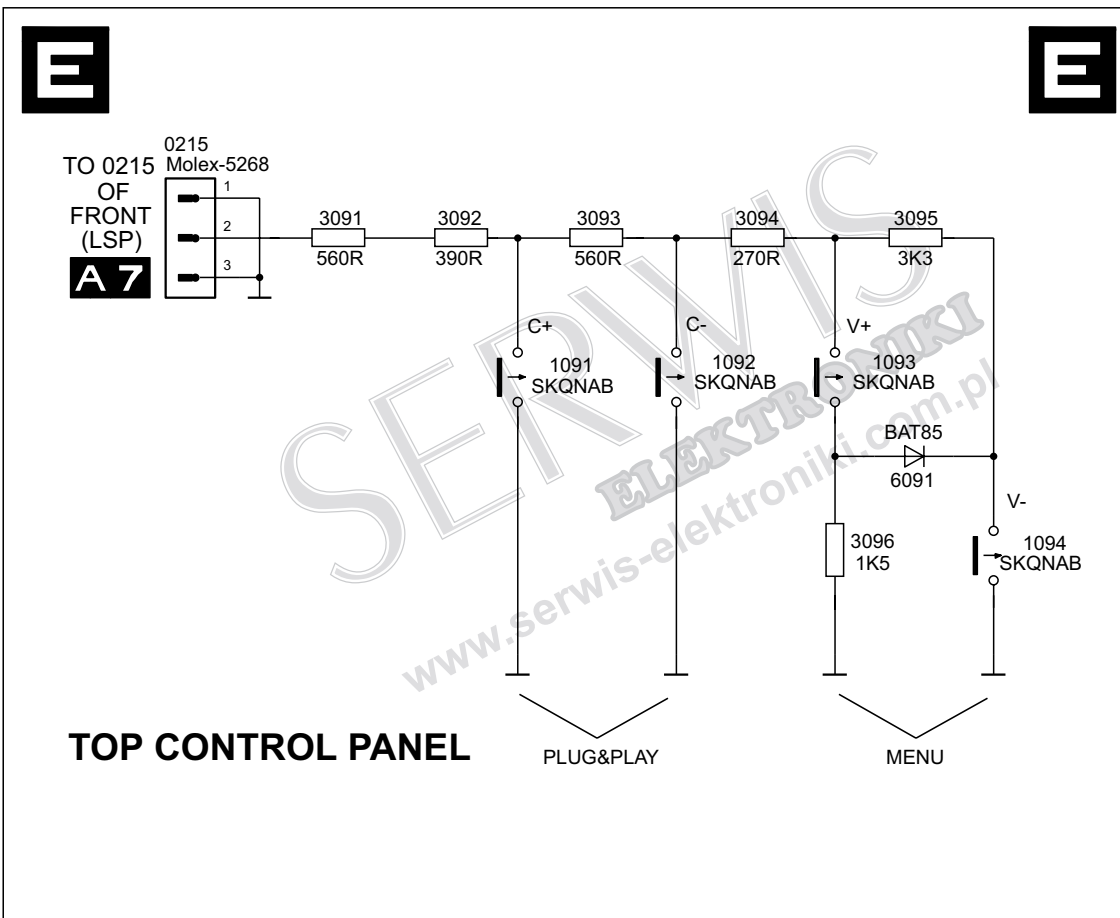 E
E
0215
Molex-5268
TO 0215
OF
FRONT
(LSP)
A 7
1
2
3
3091
560R
3092
390R
3093
560R
3094
270R
3095
3K3
C+
1091
SKQNAB
C-
1092
SKQNAB
V+
1093
SKQNAB
BAT85
6091
V-
3096
1K5
1094
SKQNAB
SERWIS
ELEKTRONIKI
www.serwis-elektroniki.com.pl
TOP CONTROL PANEL
PLUG&PLAY
MENU